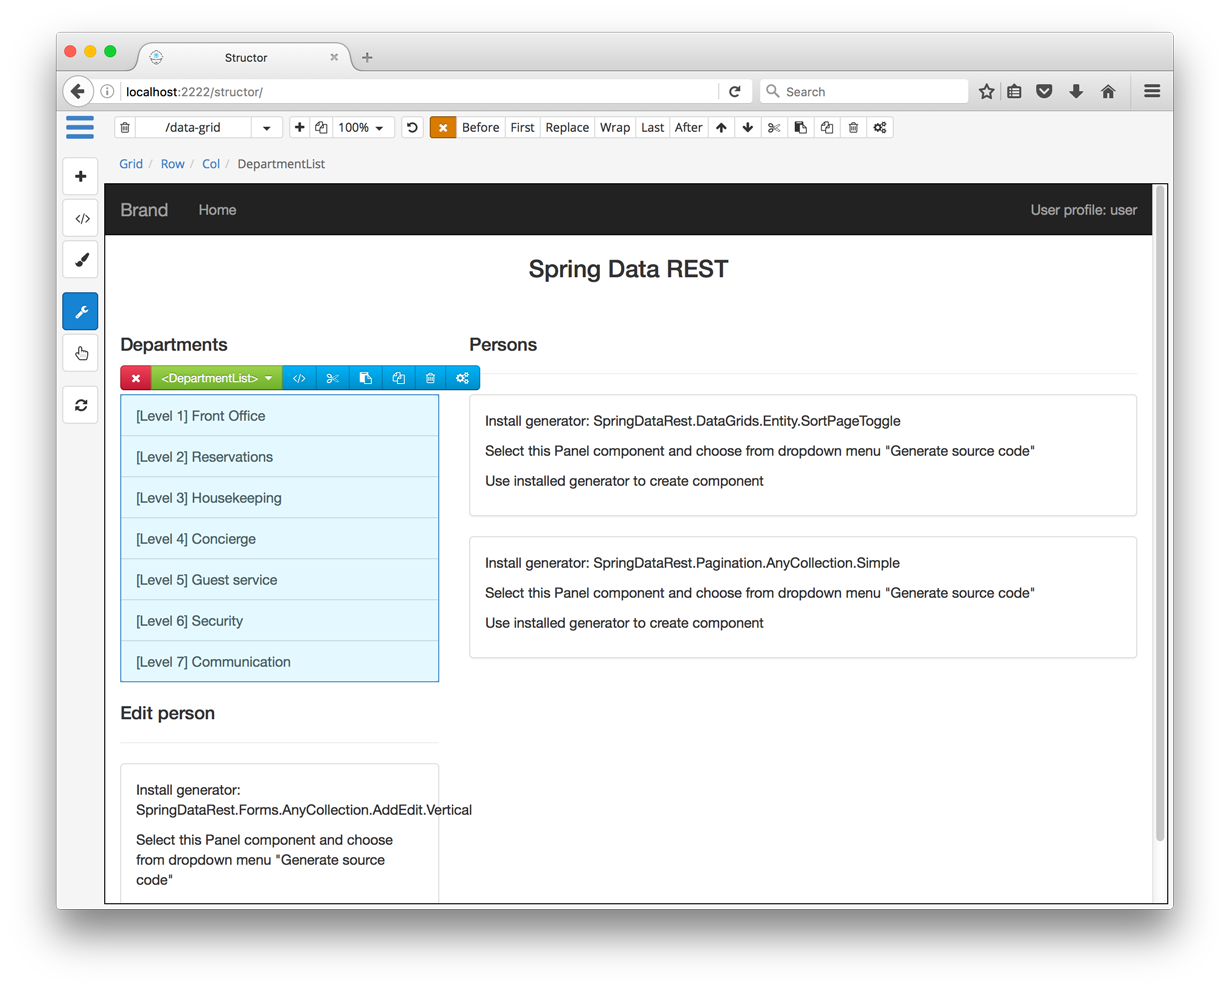 Structor
localhost:2222/structor/
Search
/data-grid
100%
Before First Replace Wrap Last After
Grid / Row / Col / DepartmentList
Brand Home User profile: user
Spring Data REST
Departments
<DepartmentList>
[Level 1] Front Office
[Level 2] Reservations
[Level 3] Housekeeping
[Level 4] Concierge
[Level 5] Guest service
[Level 6] Security
[Level 7] Communication
Edit person
Install generator:
SpringDataRest.Forms.AnyCollection.AddEdit.Vertical
Select this Panel component and choose
from dropdown menu "Generate source
code"
Persons
Install generator: SpringDataRest.DataGrids.Entity.SortPageToggle
Select this Panel component and choose from dropdown menu "Generate source code"
Use installed generator to create component
Install generator: SpringDataRest.Pagination.AnyCollection.Simple
Select this Panel component and choose from dropdown menu "Generate source code"
Use installed generator to create component